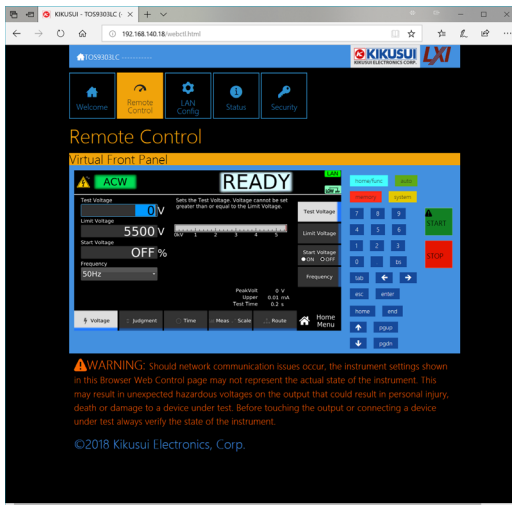 KIKUSUI - TOS9303LC (-
192.168.140.18/webctl.html
TOS9303LC -----------
KIKUSUI
KIKUSUI ELECTRONICS CORP.
LXI
Welcome
Remote Control
LAN Config
Status
Security
Remote Control
Virtual Front Panel
ACW
READY
LAN
Test Voltage
0 V
Limit Voltage
5500 V
Start Voltage
OFF %
Frequency
50Hz
Sets the Test Voltage. Voltage cannot be set
greater than or equal to the Limit Voltage.
0kV 1 2 3 4 5
PeakVolt 0 V
Upper 0.01 mA
Test Time 0.2 s
Test Voltage
Limit Voltage
Start Voltage
ON OFF
Frequency
Voltage
Judgment
Time
Meas Scale
Route
Home Menu
home/func
auto
memory
system
7 8 9
4 5 6
1 2 3
0 . bs
tab
esc enter
home end
pgup
pgdn
START
STOP
WARNING: Should network communication issues occur, the instrument settings shown
in this Browser Web Control page may not represent the actual state of the instrument. This
may result in unexpected hazardous voltages on the output that could result in personal injury,
death or damage to a device under test. Before touching the output or connecting a device
under test always verify the state of the instrument.
©2018 Kikusui Electronics, Corp.